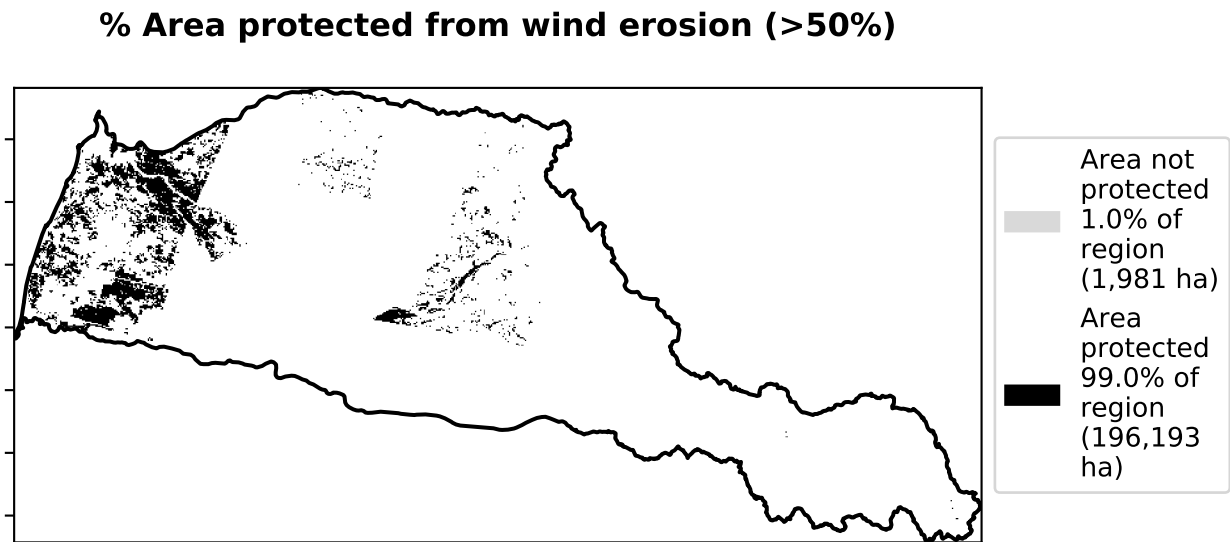 % Area protected from wind erosion (>50%)
Area not
protected
1.0% of
region
(1,981 ha)
Area
protected
99.0% of
region
(196,193
ha)